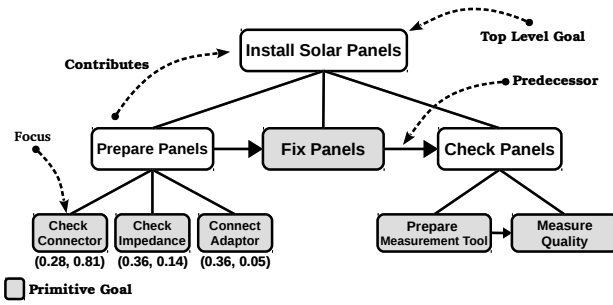 Install Solar Panels
Top Level Goal
Contributes
Predecessor
Focus
Prepare Panels
Fix Panels
Check Panels
Check
Connector
Check
Impedance
Connect
Adaptor
Prepare
Measurement Tool
Measure
Quality
(0.28, 0.81)
(0.36, 0.14)
(0.36, 0.05)
Primitive Goal